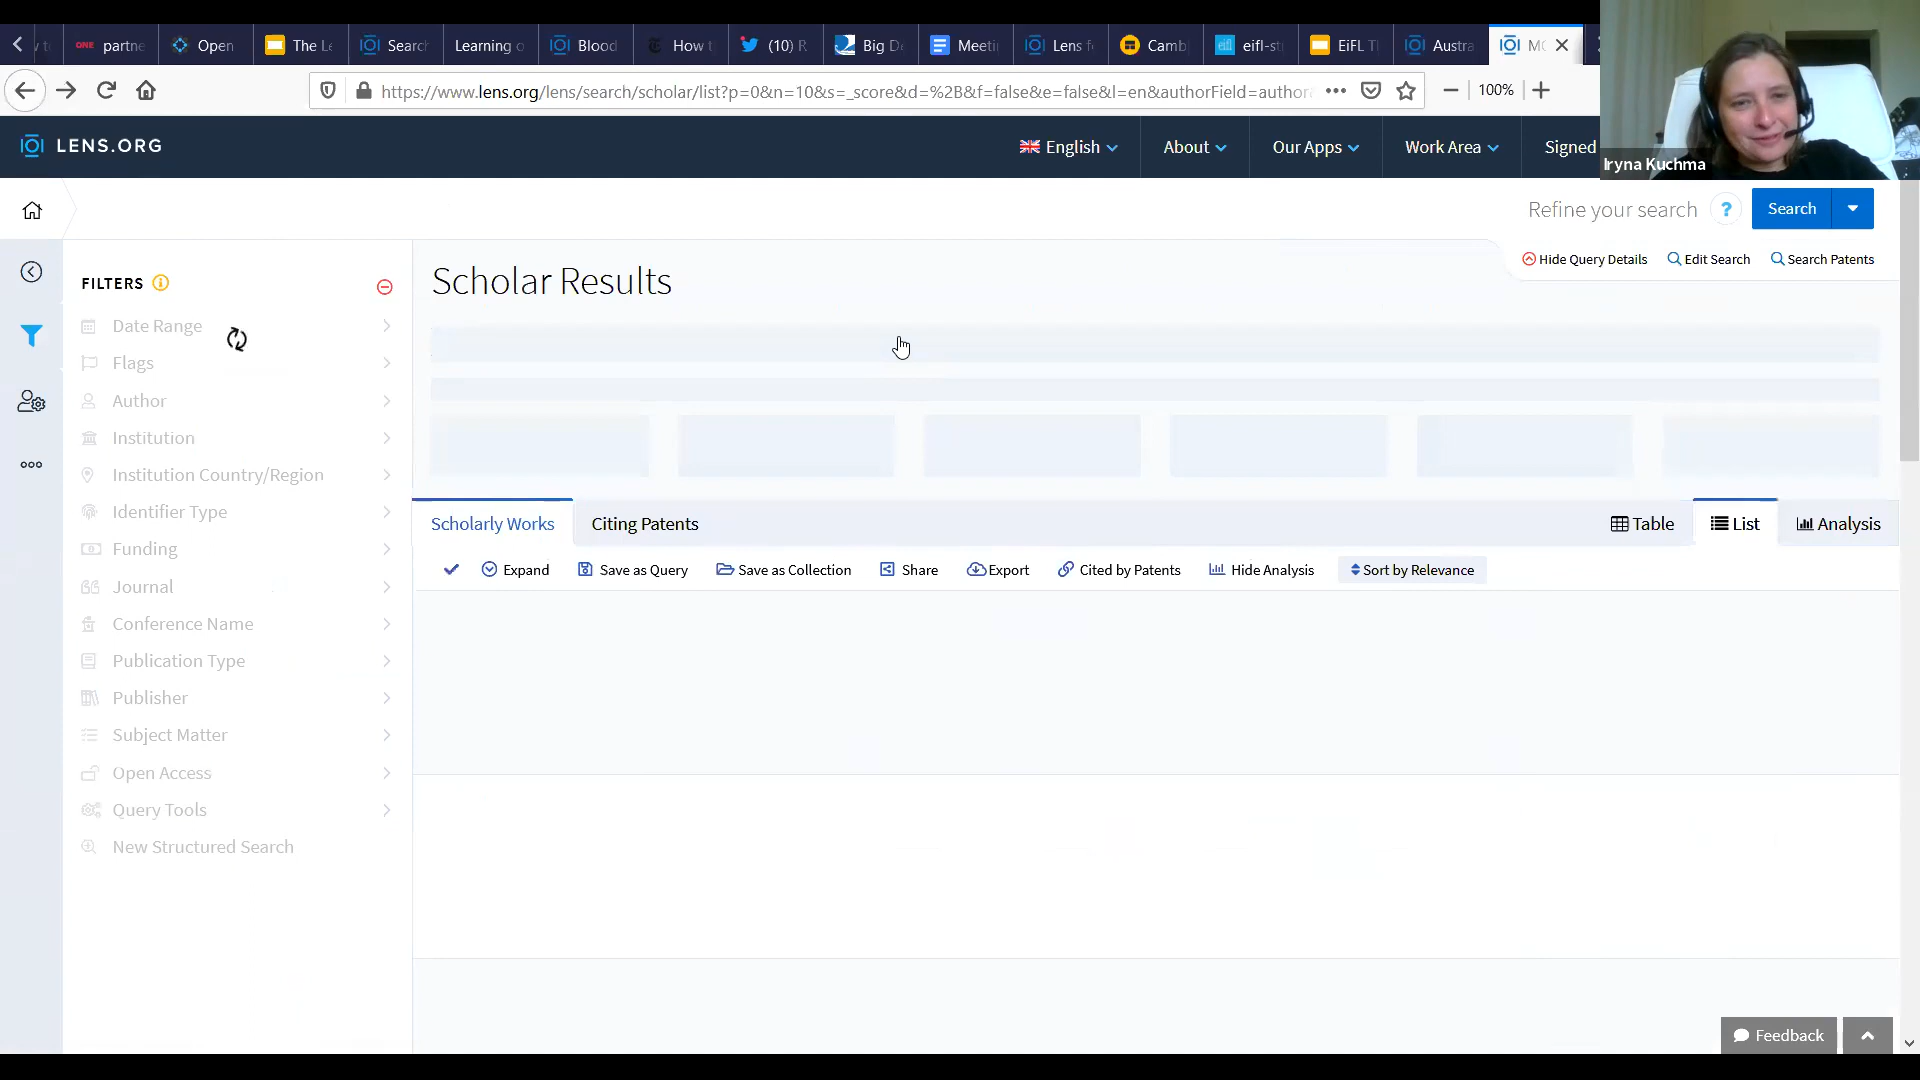 partne
Open
The Le
Search
Learning o
Blood
How t
(10) R
Big De
Meeti
Lens f
Camb
eifl-st
EiFL T
Austra
https://www.lens.org/lens/search/scholar/list?p=0&n=10&s=_score&d=%2B&f=false&e=false&l=en&authorField=author
100%
LENS.ORG
English
About
Our Apps
Work Area
Signed
Iryna Kuchma
Refine your search
?
Search
Hide Query Details
Edit Search
Search Patents
FILTERS
Scholar Results
Date Range
Flags
Author
Institution
Institution Country/Region
Identifier Type
Funding
Journal
Conference Name
Publication Type
Publisher
Subject Matter
Open Access
Query Tools
New Structured Search
Scholarly Works
Citing Patents
Table
List
Analysis
Expand
Save as Query
Save as Collection
Share
Export
Cited by Patents
Hide Analysis
Sort by Relevance
Feedback